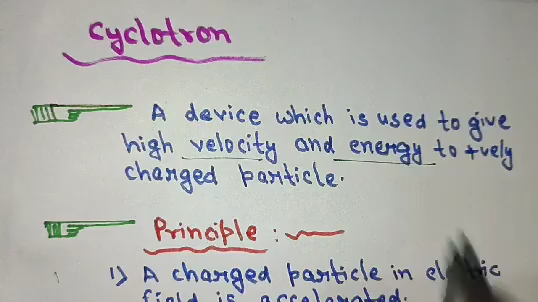 Cyclotron
A device which is used to give
high velocity and energy to +vely
charged particle.
Principle :
1) A charged particle in electric
field is accelerated.